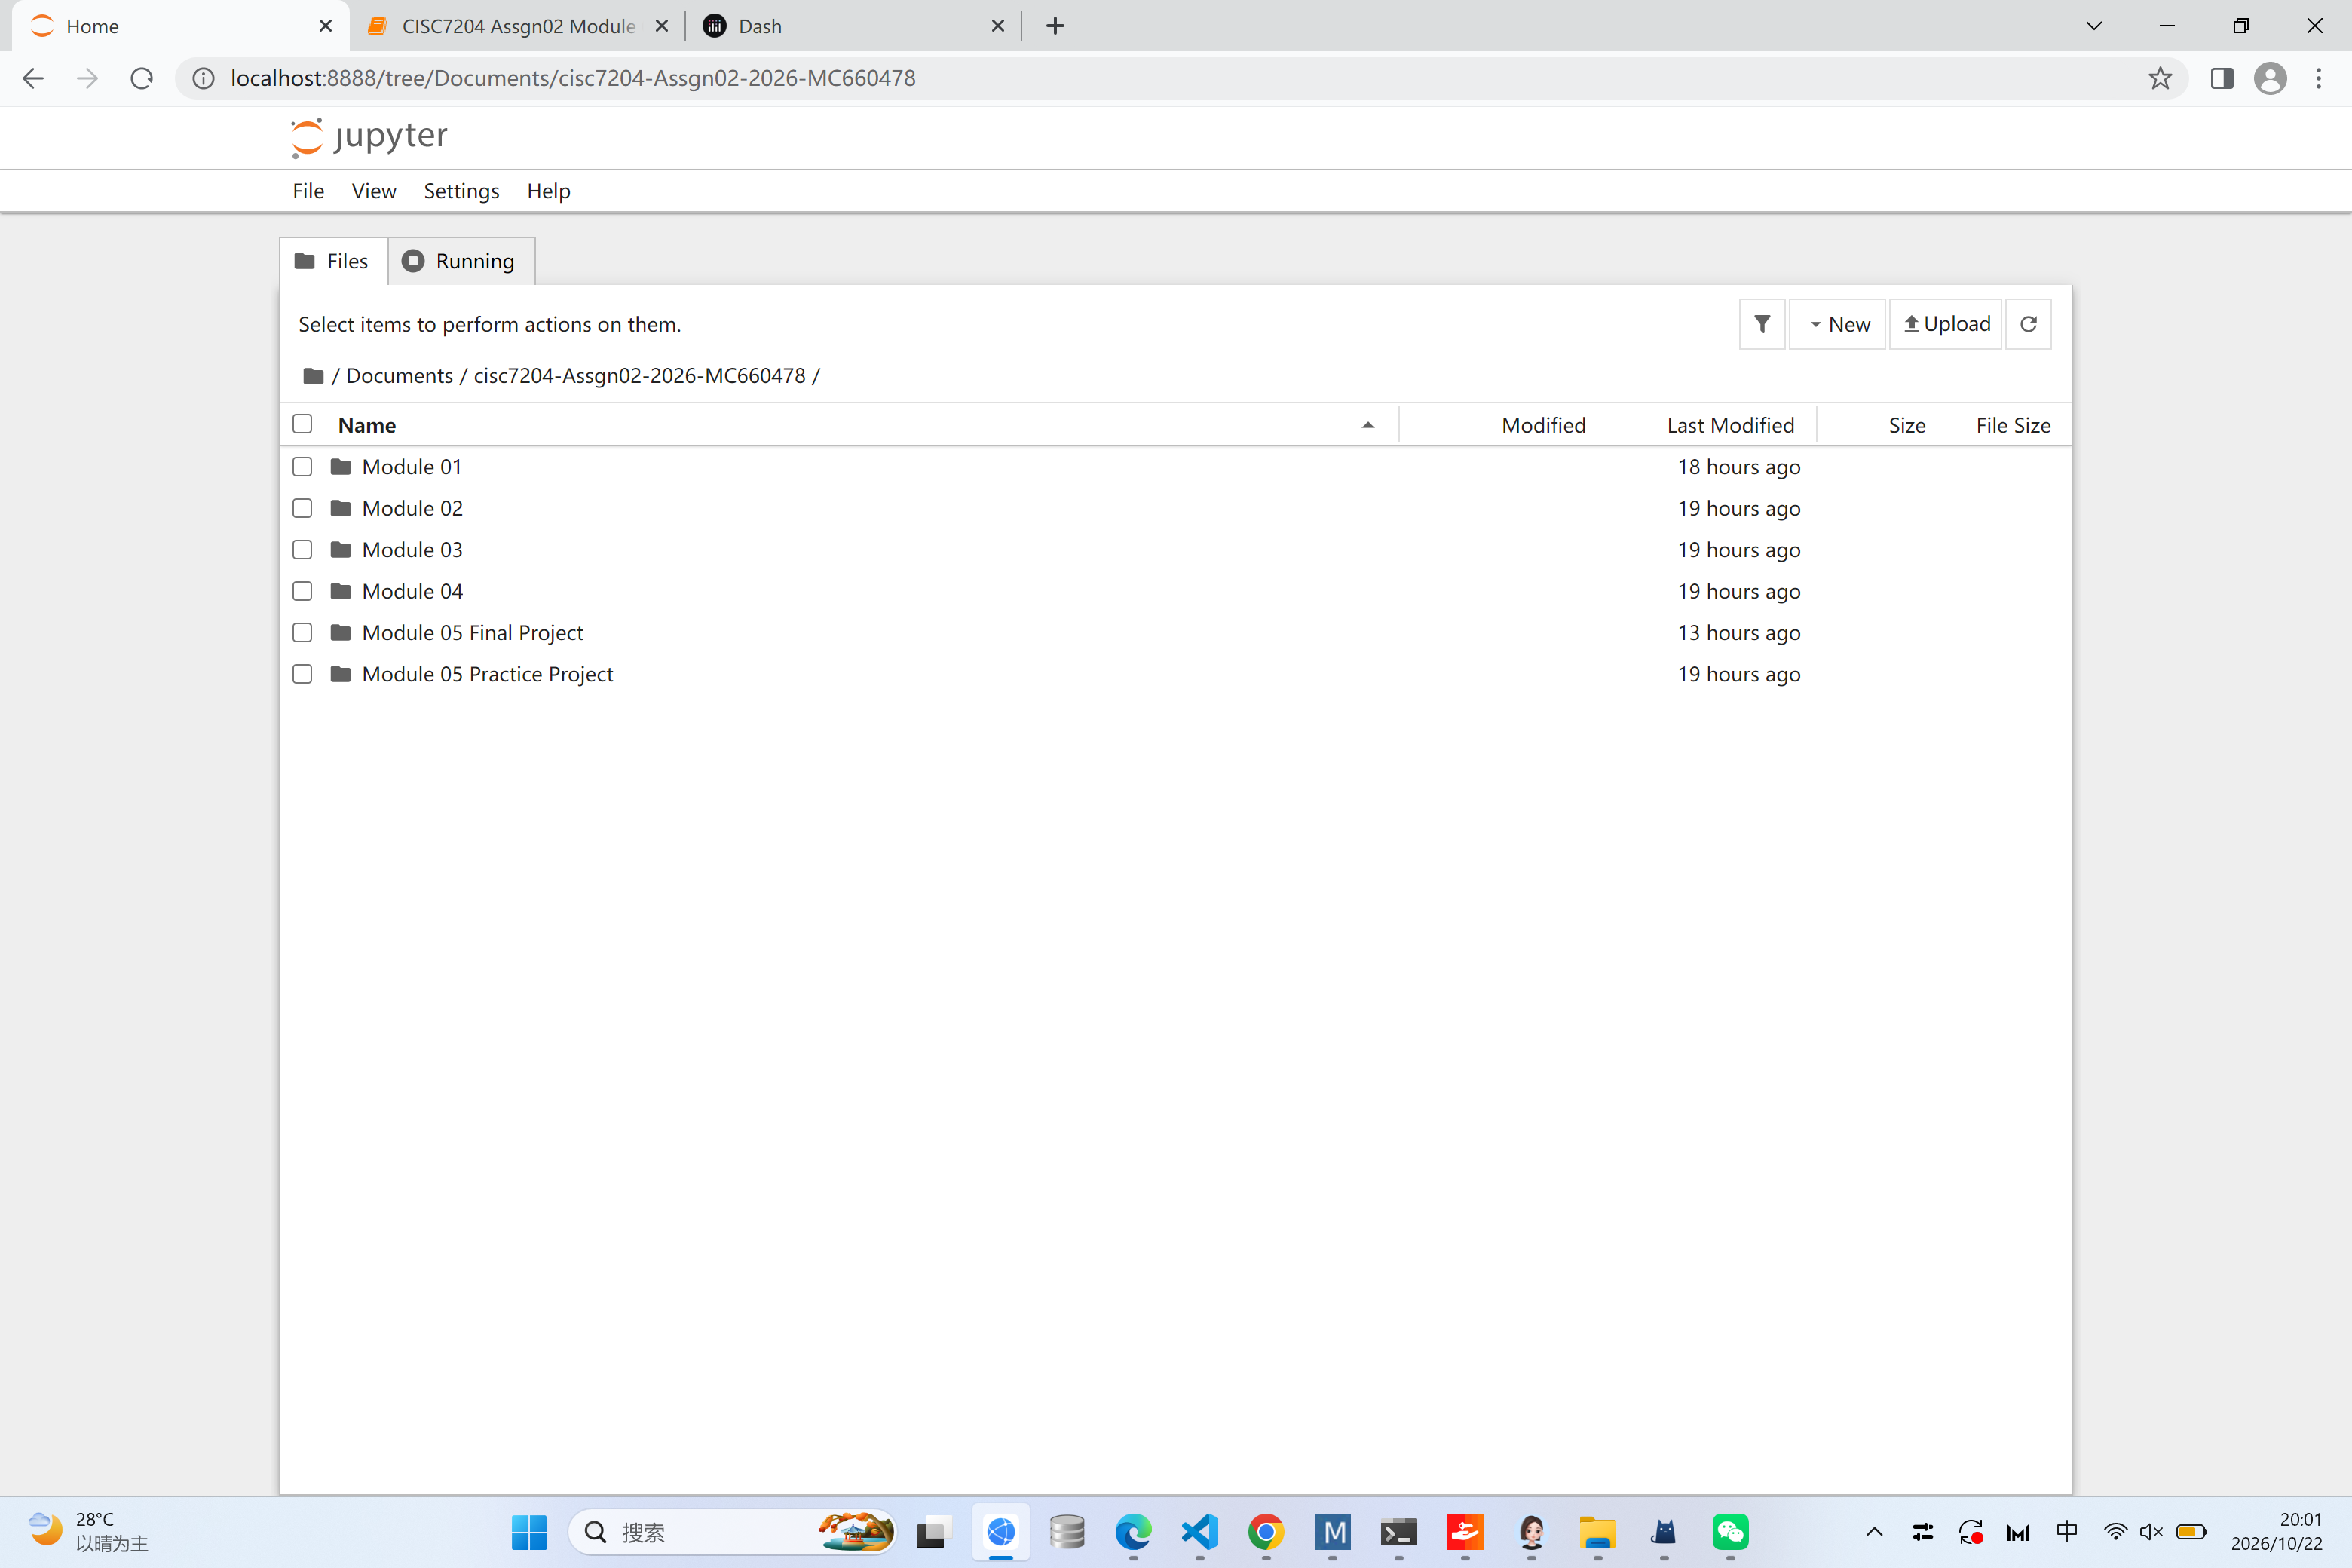 Home
CISC7204 Assgn02 Module
Dash
localhost:8888/tree/Documents/cisc7204-Assgn02-2026-MC660478
jupyter
File View Settings Help
Files Running
Select items to perform actions on them.
New Upload
/ Documents / cisc7204-Assgn02-2026-MC660478 /
Name Modified Last Modified Size File Size
Module 01 18 hours ago
Module 02 19 hours ago
Module 03 19 hours ago
Module 04 19 hours ago
Module 05 Final Project 13 hours ago
Module 05 Practice Project 19 hours ago
28°C
以晴为主
搜索
M
中
20:01
2026/10/22